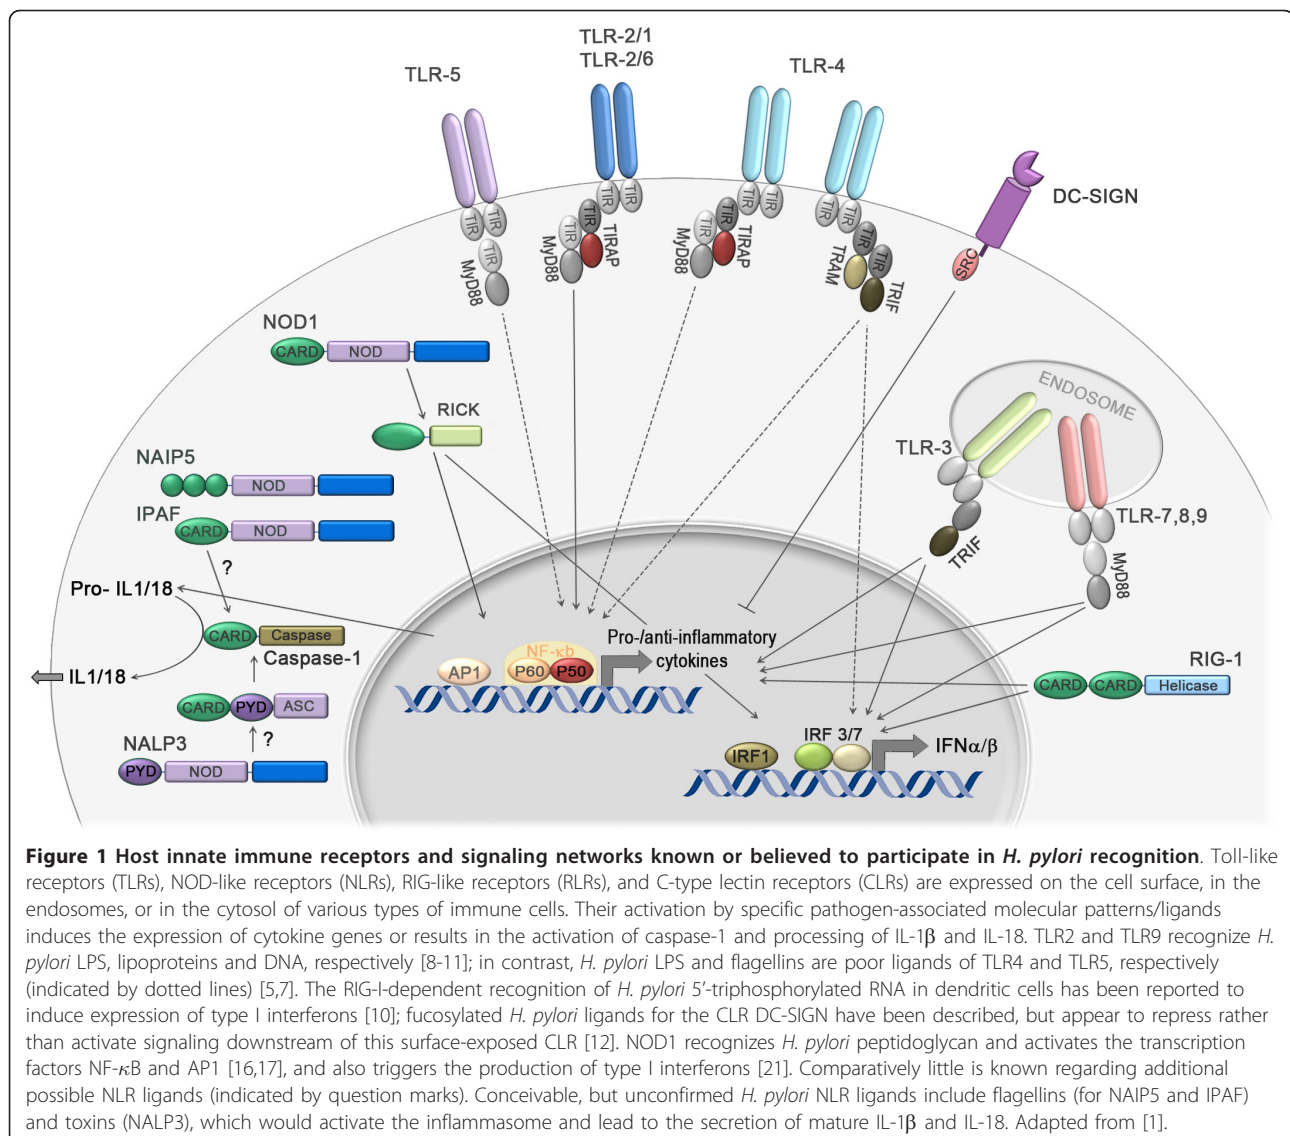 TLR-2/1
TLR-2/6
TLR-5
TLR-4
DC-SIGN
TIR
TIR
TIR
MyD88
TIR
TIR
TIR
TIR
MyD88
TIRAP
TIR
TIR
TIR
TIR
MyD88
TIRAP
TIR
TIR
TIR
TIR
TRAM
TRIF
SRC
NOD1
CARD
NOD
RICK
ENDOSOME
TLR-3
TRIF
TLR-7,8,9
MyD88
NAIP5
NOD
IPAF
CARD
NOD
?
Pro- IL1/18
CARD
Caspase
Caspase-1
IL1/18
CARD
PYD
ASC
?
NALP3
PYD
NOD
AP1
NF-κb
P60
P50
Pro-/anti-inflammatory
cytokines
RIG-1
CARD
CARD
Helicase
IRF1
IRF 3/7
IFNα/β
Figure 1 Host innate immune receptors and signaling networks known or believed to participate in H. pylori recognition. Toll-like
receptors (TLRs), NOD-like receptors (NLRs), RIG-like receptors (RLRs), and C-type lectin receptors (CLRs) are expressed on the cell surface, in the
endosomes, or in the cytosol of various types of immune cells. Their activation by specific pathogen-associated molecular patterns/ligands
induces the expression of cytokine genes or results in the activation of caspase-1 and processing of IL-1β and IL-18. TLR2 and TLR9 recognize H.
pylori LPS, lipoproteins and DNA, respectively [8-11]; in contrast, H. pylori LPS and flagellins are poor ligands of TLR4 and TLR5, respectively
(indicated by dotted lines) [5,7]. The RIG-I-dependent recognition of H. pylori 5′-triphosphorylated RNA in dendritic cells has been reported to
induce expression of type I interferons [10]; fucosylated H. pylori ligands for the CLR DC-SIGN have been described, but appear to repress rather
than activate signaling downstream of this surface-exposed CLR [12]. NOD1 recognizes H. pylori peptidoglycan and activates the transcription
factors NF-κB and AP1 [16,17], and also triggers the production of type I interferons [21]. Comparatively little is known regarding additional
possible NLR ligands (indicated by question marks). Conceivable, but unconfirmed H. pylori NLR ligands include flagellins (for NAIP5 and IPAF)
and toxins (NALP3), which would activate the inflammasome and lead to the secretion of mature IL-1β and IL-18. Adapted from [1].